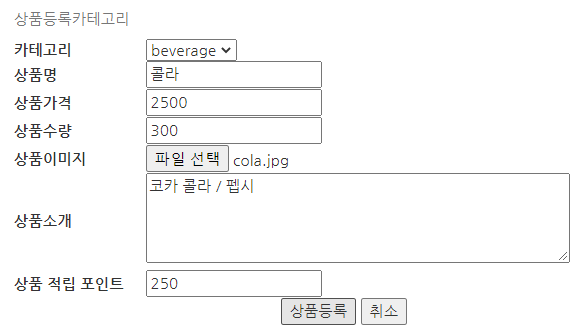 상품등록카테고리
카테고리 beverage
상품명 콜라
상품가격 2500
상품수량 300
상품이미지 파일 선택 cola.jpg
상품소개 코카 콜라 / 펩시
상품 적립 포인트 250
상품등록 취소